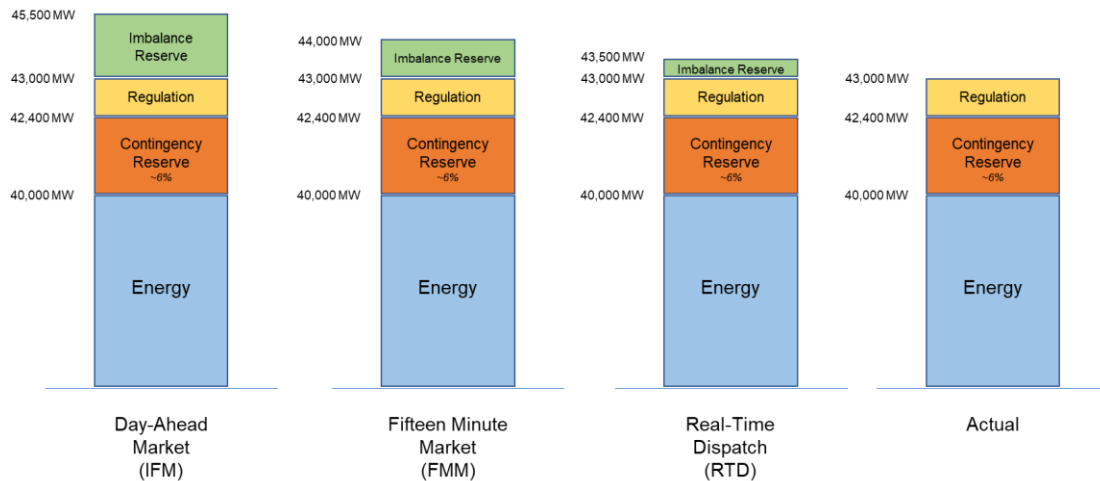 45,500 MW
Imbalance
Reserve
43,000 MW
Regulation
42,400 MW
Contingency
Reserve
~6%
40,000 MW
Energy
Day-Ahead
Market
(IFM)
44,000 MW
Imbalance Reserve
43,000 MW
Regulation
42,400 MW
Contingency
Reserve
~6%
40,000 MW
Energy
Fifteen Minute
Market
(FMM)
43,500 MW
Imbalance Reserve
43,000 MW
Regulation
42,400 MW
Contingency
Reserve
~6%
40,000 MW
Energy
Real-Time
Dispatch
(RTD)
43,000 MW
Regulation
42,400 MW
Contingency
Reserve
~6%
40,000 MW
Energy
Actual